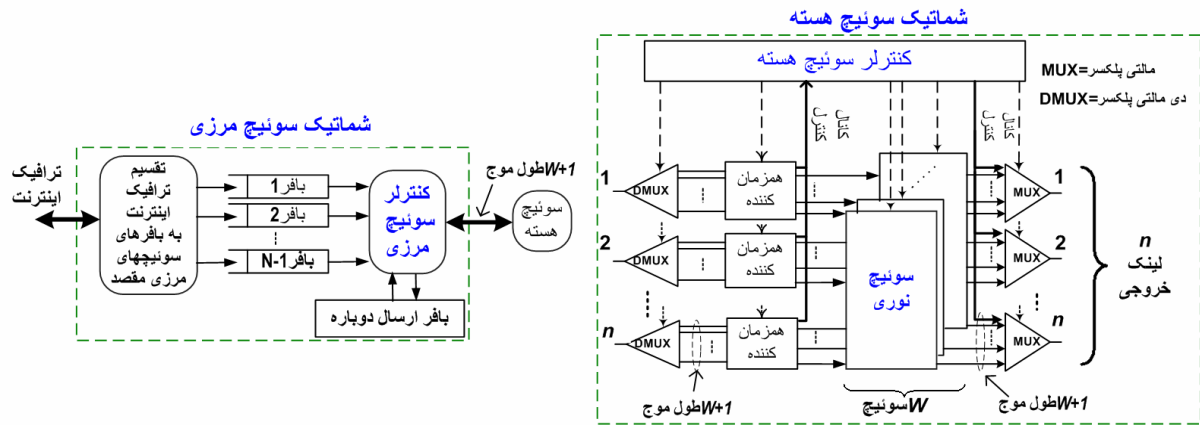 شماتیک سوئیچ مرزی
ترافیک
اینترنت
تقسیم
ترافیک
اینترنت
به بافرهای
سوئیچهای
مرزی مقصد
بافر1
بافر2
بافرN-1
کنترلر
سوئیچ
مرزی
بافر ارسال دوباره
W+1طول موج
سوئیچ
هسته
شماتیک سوئیچ هسته
کنترلر سوئیچ هسته
مالتی پلکسر=MUX
دی مالتی پلکسر=DMUX
کانال
کنترل
کانال
کنترل
1
DMUX
همزمان
کننده
MUX
1
2
DMUX
همزمان
کننده
MUX
2
n
DMUX
همزمان
کننده
MUX
n
سوئیچ
نوری
n
لینک
خروجی
W+1طول موج
Wسوئیچ
W+1طول موج